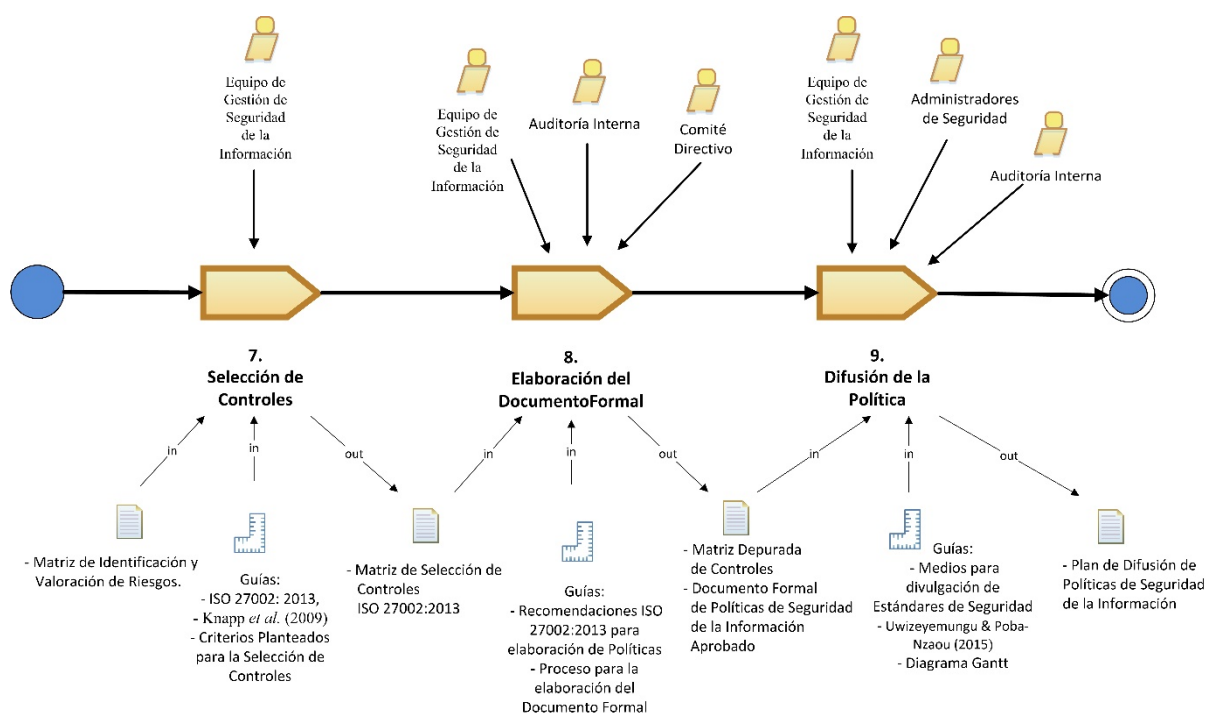 Equipo de
Gestión de
Seguridad
de la
Información
Equipo de
Gestión de
Seguridad
de la
Información
Auditoría Interna
Comité
Directivo
Equipo de
Gestión de
Seguridad
de la
Información
Administradores
de Seguridad
Auditoría Interna
7.
Selección de
Controles
8.
Elaboración del
DocumentoFormal
9.
Difusión de la
Política
in
in
out
in
in
out
in
in
out
- Matriz de Identificación y
Valoración de Riesgos.
Guías:
- ISO 27002: 2013,
- Knapp et al. (2009)
- Criterios Planteados
para la Selección de
Controles
- Matriz de Selección de
Controles
ISO 27002:2013
Guías:
- Recomendaciones ISO
27002:2013 para
elaboración de Políticas
- Proceso para la
elaboración del
Documento Formal
- Matriz Depurada
de Controles
- Documento Formal
de Políticas de Seguridad
de la Información
Aprobado
Guías:
- Medios para
divulgación de
Estándares de Seguridad
- Uwizeyemungu & Poba-
Nzaou (2015)
- Diagrama Gantt
- Plan de Difusión de
Políticas de Seguridad
de la Información